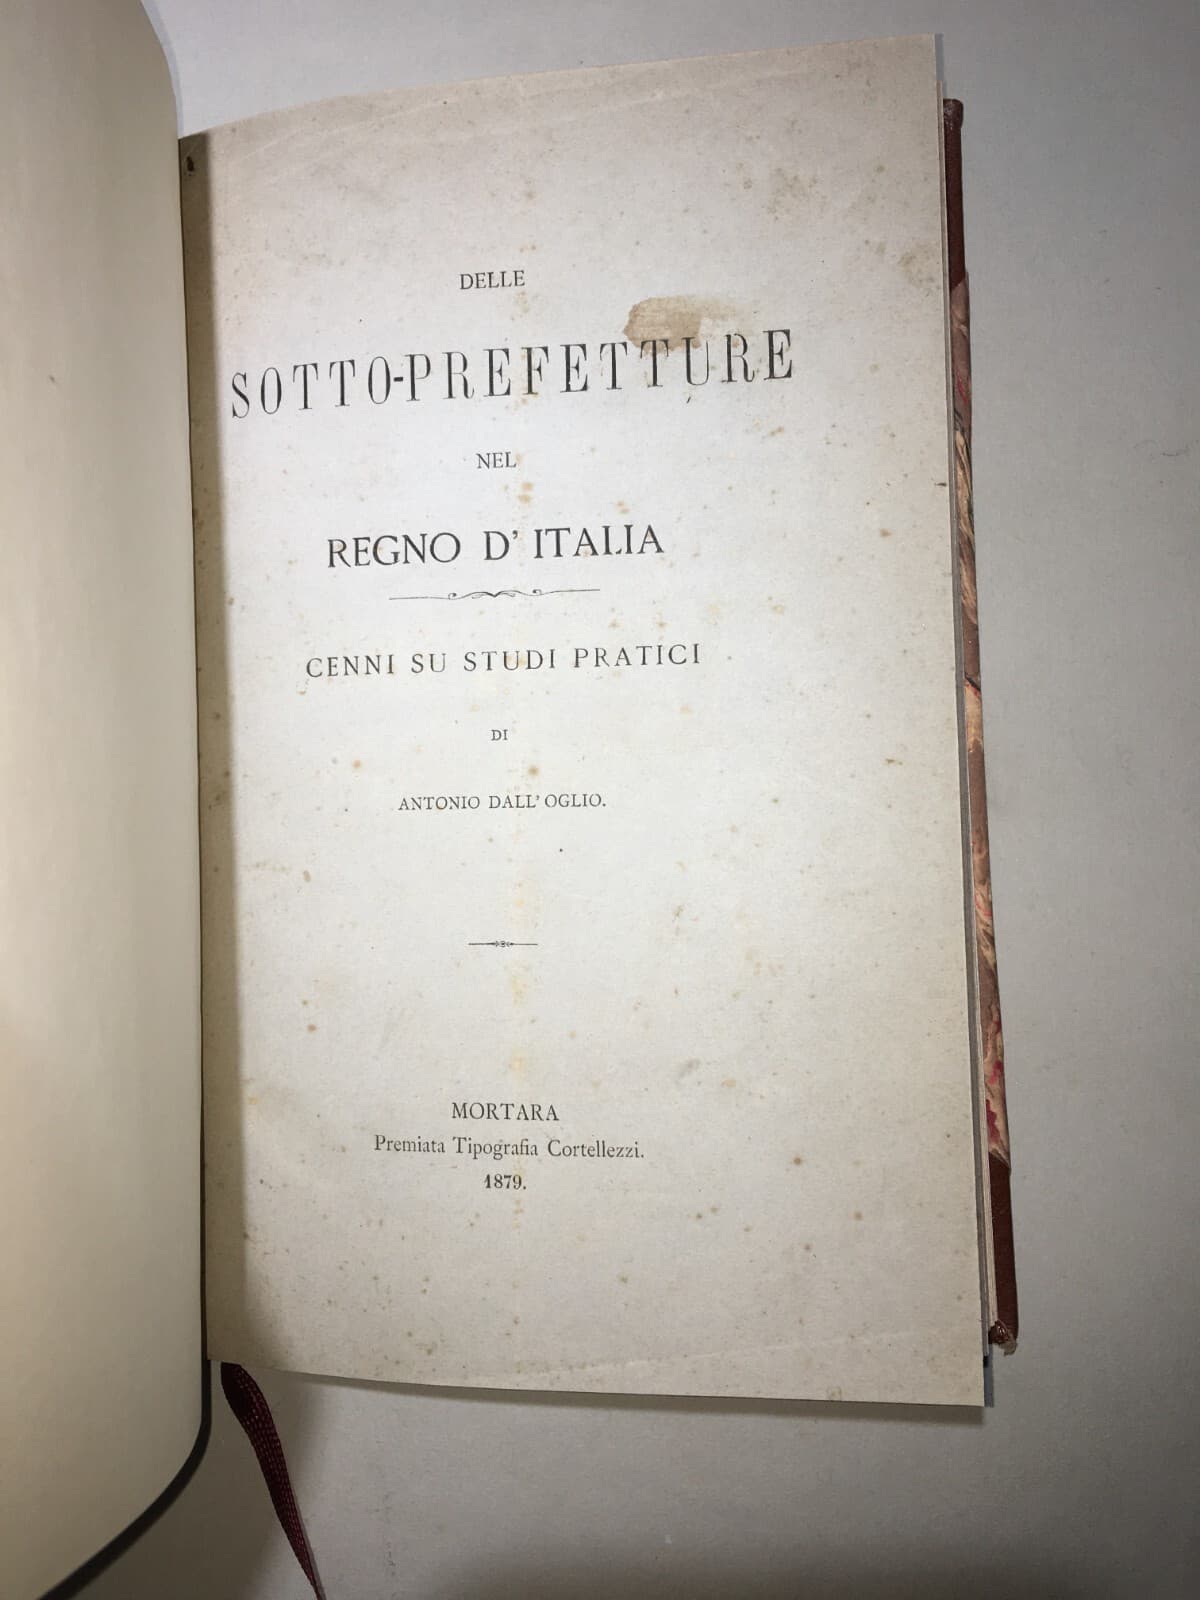 DELLE
SOTTO-PREFETTURE
NEL
REGNO D' ITALIA
CENNI SU STUDI PRATICI
DI
ANTONIO DALL' OGLIO.
MORTARA
Premiata Tipografia Cortellezzi.
1879.